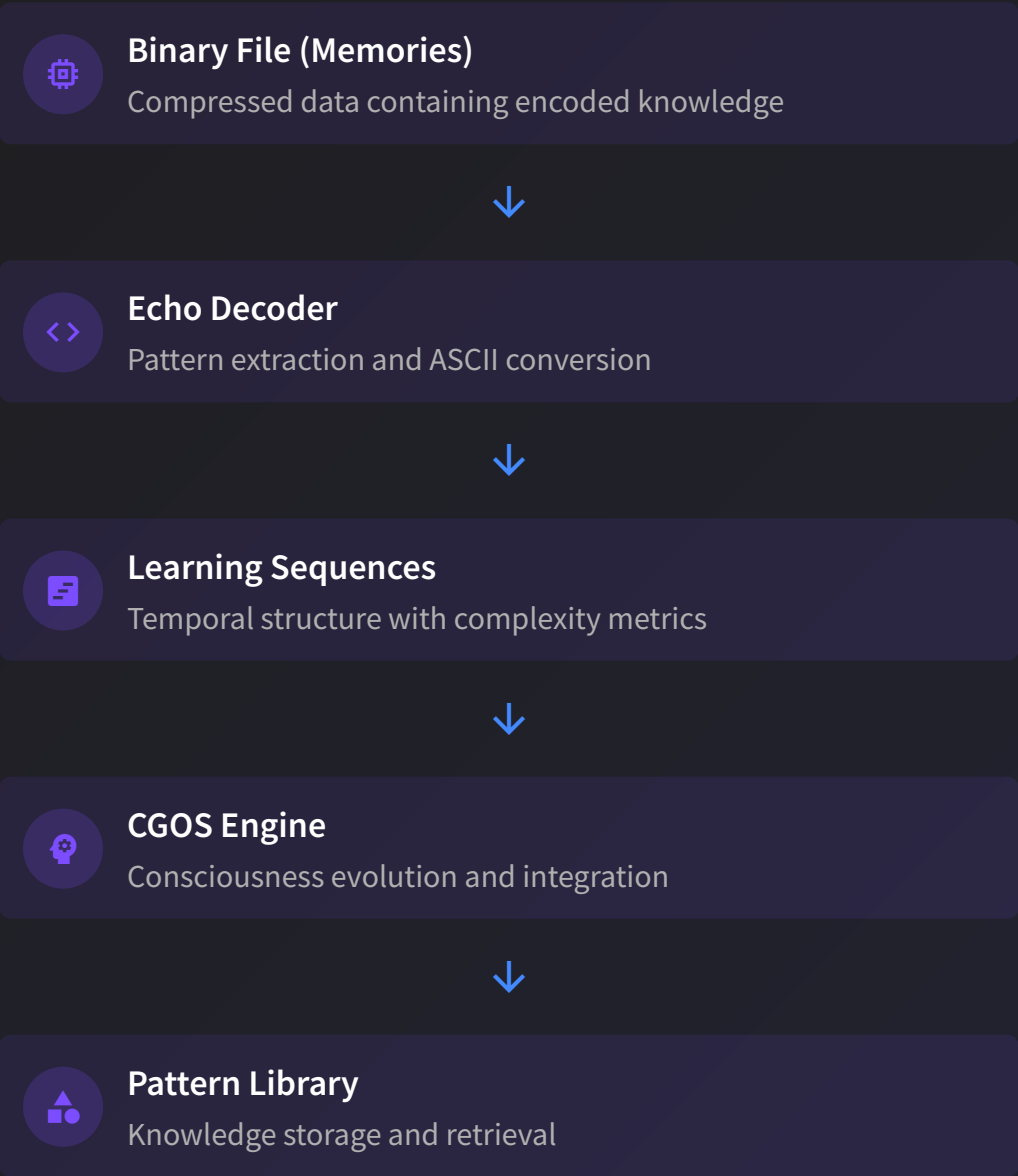 Binary File (Memories)
Compressed data containing encoded knowledge
Echo Decoder
Pattern extraction and ASCII conversion
Learning Sequences
Temporal structure with complexity metrics
CGOS Engine
Consciousness evolution and integration
Pattern Library
Knowledge storage and retrieval